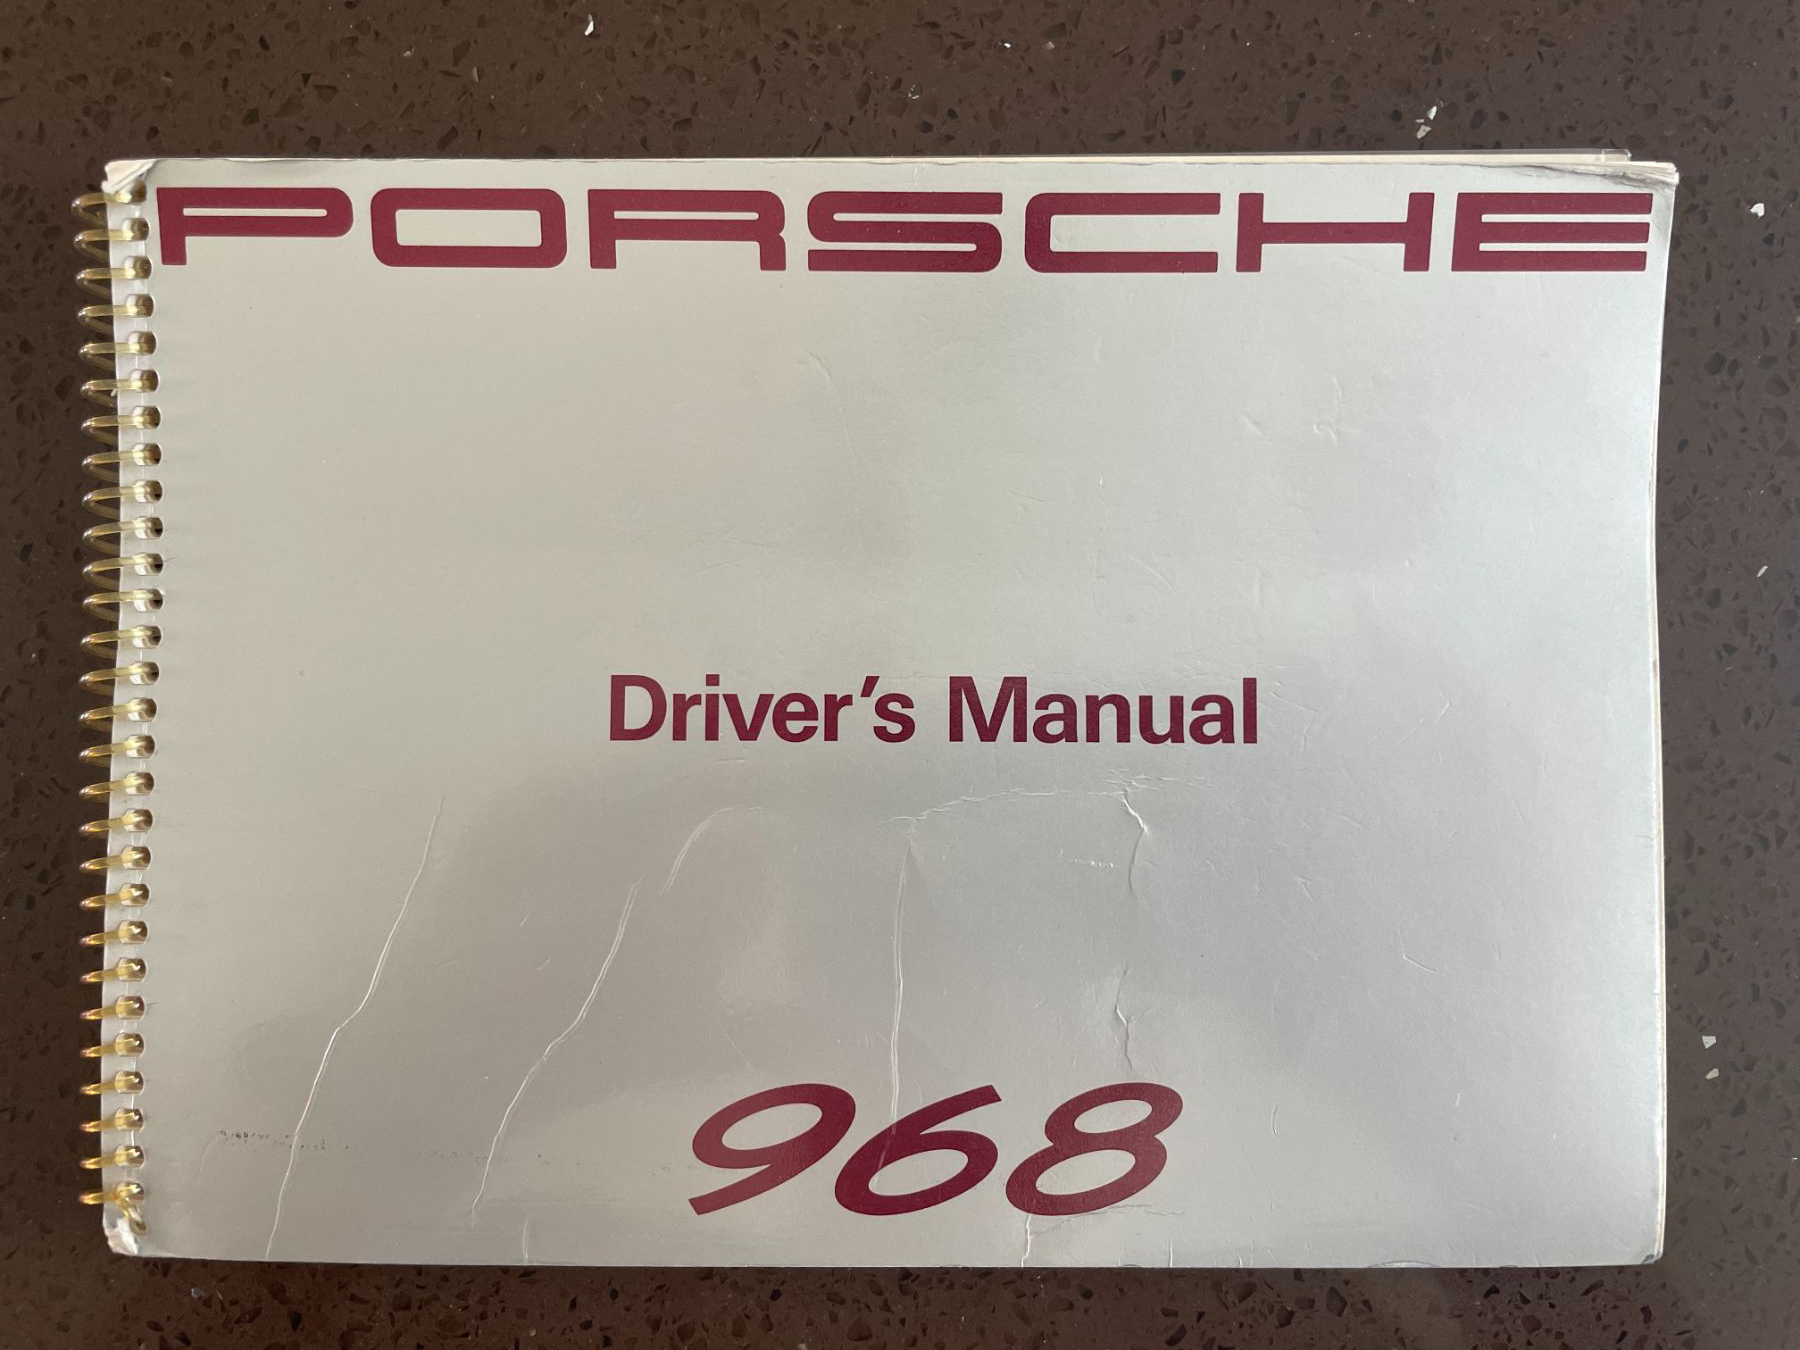 PORSCHE
Driver’s Manual
968